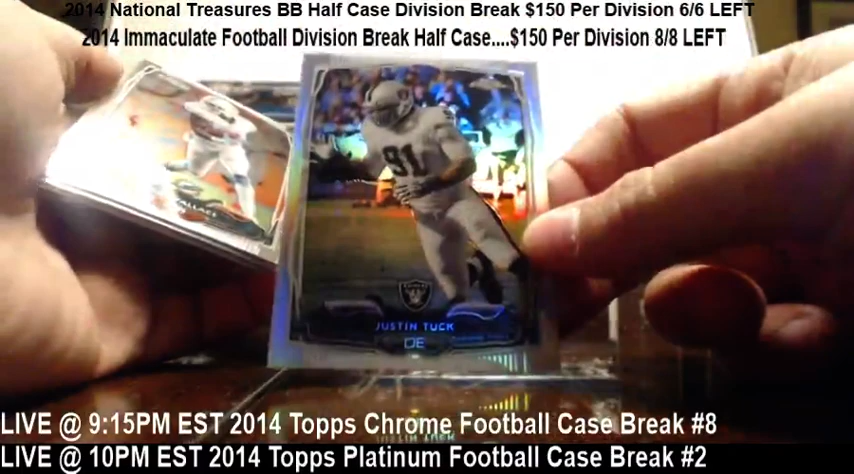 2014 National Treasures BB Half Case Division Break $150 Per Division 6/6 LEFT
2014 Immaculate Football Division Break Half Case....$150 Per Division 8/8 LEFT
WALLACE
91
RAIDERS
JUSTIN TUCK
DE
LIVE @ 9:15PM EST 2014 Topps Chrome Football Case Break #8
LIVE @ 10PM EST 2014 Topps Platinum Football Case Break #2